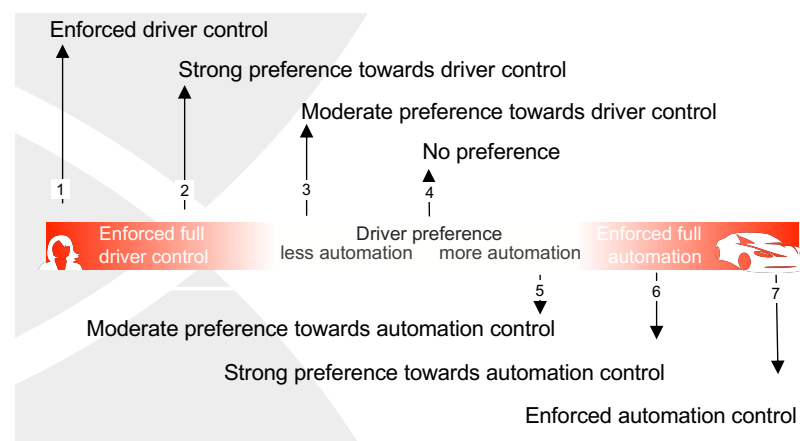 Enforced driver control
Strong preference towards driver control
Moderate preference towards driver control
No preference
1
2
3
4
Enforced full
driver control
Driver preference
less automation more automation
Enforced full
automation
5
6
7
Moderate preference towards automation control
Strong preference towards automation control
Enforced automation control